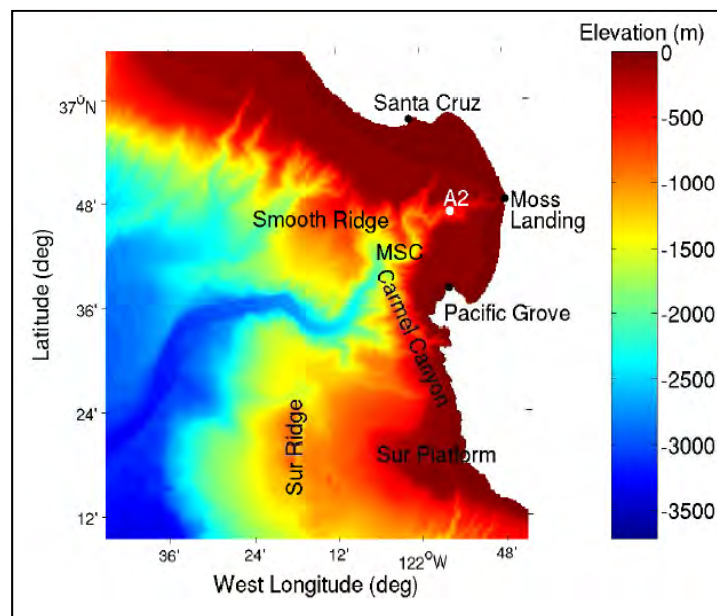 Elevation (m)
0
-500
-1000
-1500
-2000
-2500
-3000
-3500
37°N
48'
36'
24'
12'
Latitude (deg)
Santa Cruz
A2
Moss
Landing
Smooth Ridge
MSC
Carmel Canyon
Pacific Grove
Sur Ridge
Sur Platform
36'
24'
12'
122°W
48'
West Longitude (deg)